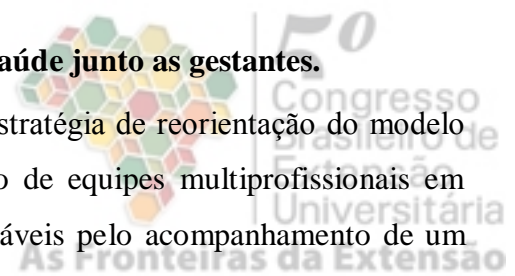 5º
aúde junto as gestantes.
Congresso
stratégia de reorientação do modelo
Brasileiro de
o de equipes multiprofissionais em
Extensão
Universitária
áveis pelo acompanhamento de um
As Fronteiras da Extensão